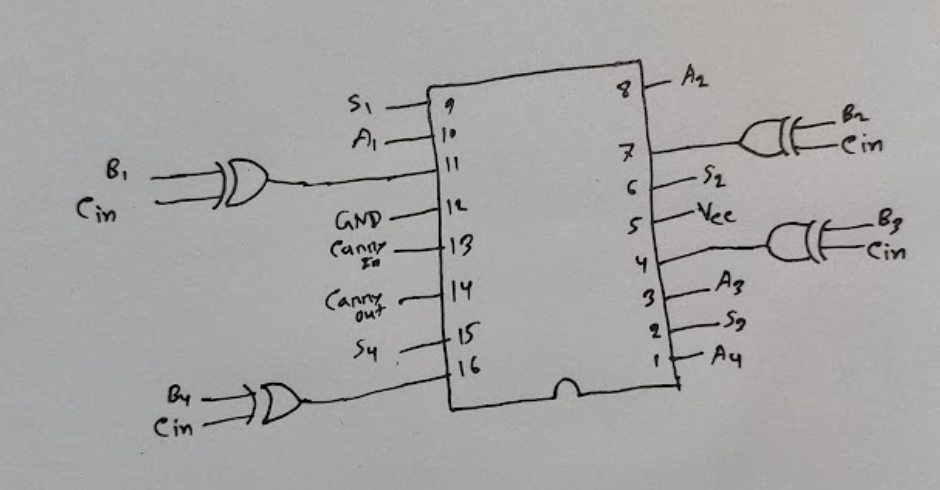 S1 9
A1 10
B1 11
Cin
GND 12
Carry
In 13
Carry
out 14
S4 15
B4 16
Cin
8 A2
7 B2
Cin
6 S2
5 Vcc
4 B3
Cin
3 A3
2 S3
1 A4